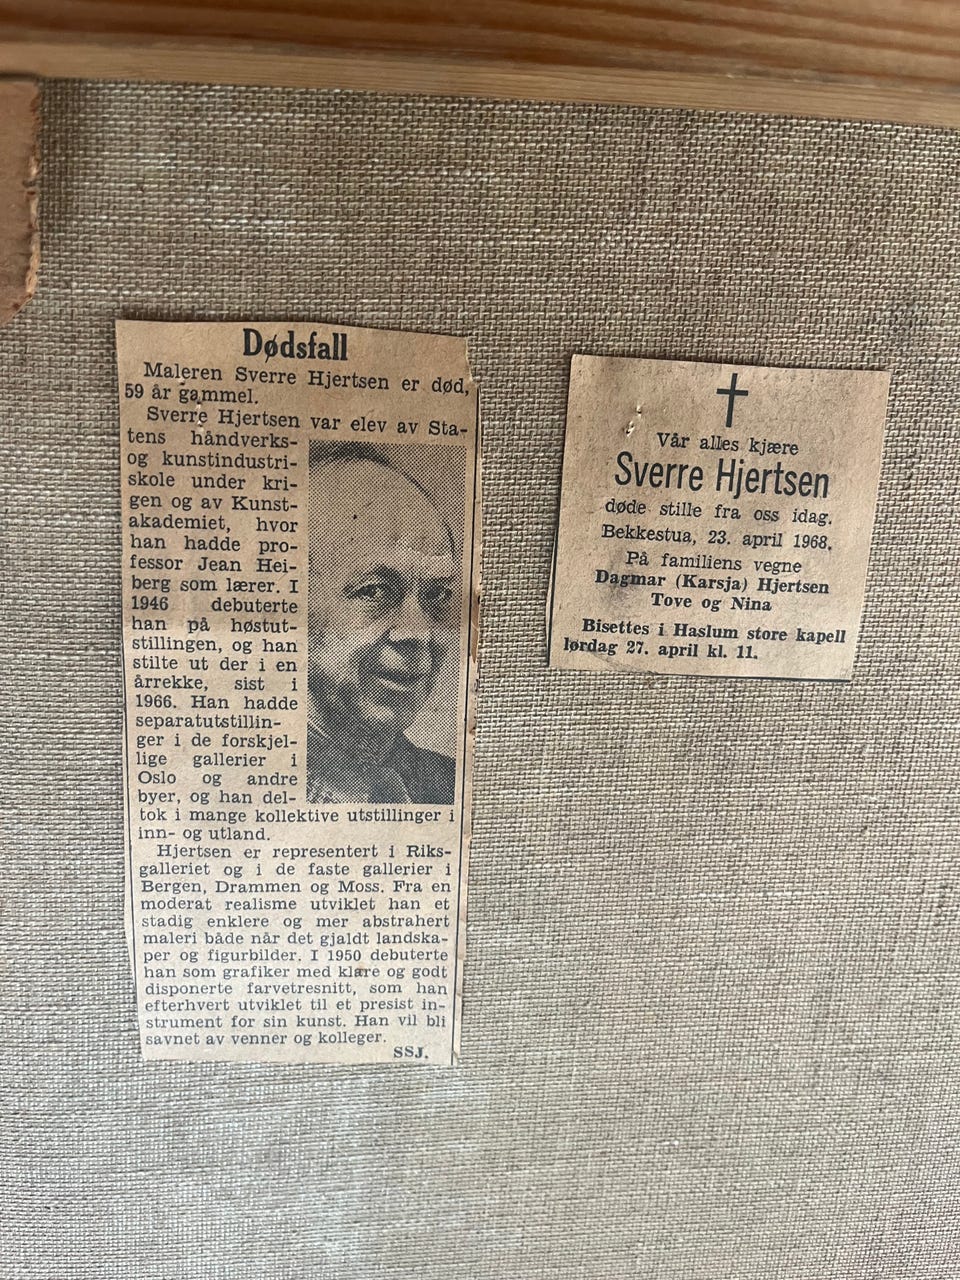 Dødsfall
Maleren Sverre Hjertsen er død,
59 år gammel.
Sverre Hjertsen var elev av Sta-
tens håndverks-
og kunstindustri-
skole under kri-
gen og av Kunst-
akademiet, hvor
han hadde pro-
fessor Jean Hei-
berg som lærer. I
1946 debuterte
han på høstut-
stillingen, og han
stilte ut der i en
årrekke, sist i
1966. Han hadde
separatutstillin-
ger i de forskjel-
lige gallerier i
Oslo og andre
byer, og han del-
tok i mange kollektive utstillinger i
inn- og utland.
Hjertsen er representert i Riks-
galleriet og i de faste gallerier i
Bergen, Drammen og Moss. Fra en
moderat realisme utviklet han et
stadig enklere og mer abstrahert
maleri både når det gjaldt landska-
per og figurbilder. I 1950 debuterte
han som grafiker med klare og godt
disponerte farvetresnitt, som han
efterhvert utviklet til et presist in-
strument for sin kunst. Han vil bli
savnet av venner og kolleger.
SSJ.
Vår alles kjære
Sverre Hjertsen
døde stille fra oss idag.
Bekkestua, 23. april 1968.
På familiens vegne
Dagmar (Karsja) Hjertsen
Tove og Nina
Bisettes i Haslum store kapell
lørdag 27. april kl. 11.